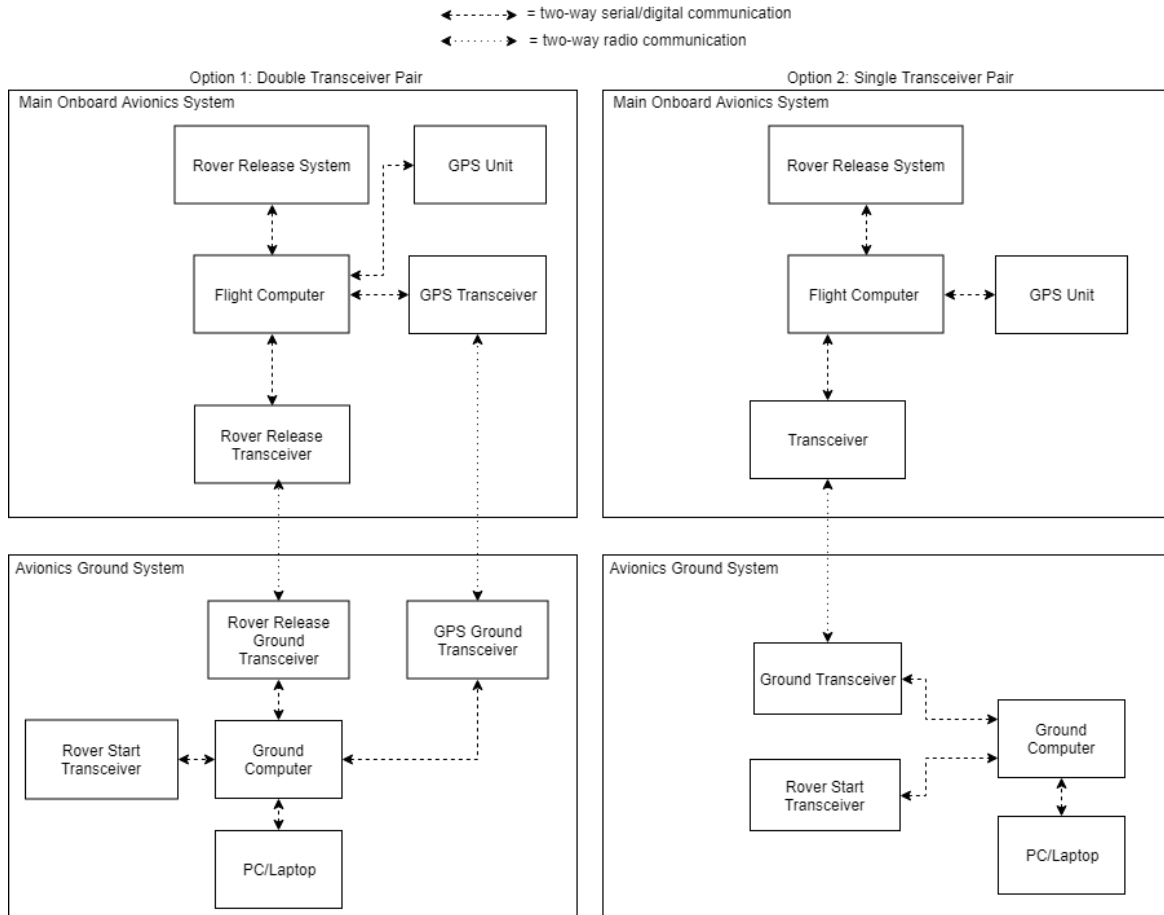 = two-way serial/digital communication
= two-way radio communication
Option 1: Double Transceiver Pair
Main Onboard Avionics System
Rover Release System
GPS Unit
Flight Computer
GPS Transceiver
Rover Release
Transceiver
Avionics Ground System
Rover Release
Ground
Transceiver
GPS Ground
Transceiver
Rover Start
Transceiver
Ground
Computer
PC/Laptop
Option 2: Single Transceiver Pair
Main Onboard Avionics System
Rover Release System
Flight Computer
GPS Unit
Transceiver
Avionics Ground System
Ground Transceiver
Ground
Computer
Rover Start
Transceiver
PC/Laptop